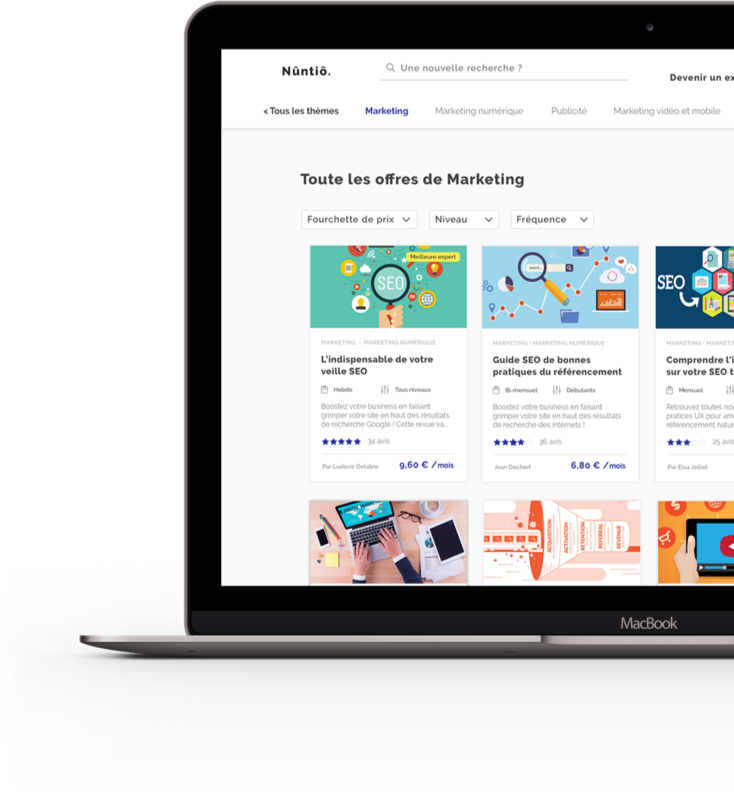 Nūntiō.
Une nouvelle recherche ?
Devenir un ex
< Tous les thèmes Marketing Marketing numérique Publicité Marketing vidéo et mobile
Toute les offres de Marketing
Fourchette de prix Niveau Fréquence
Meilleure expert
SEO
MARKETING • MARKETING NUMÉRIQUE
L'indispensable de votre
veille SEO
Hebdo Tous niveaux
Boostez votre business en faisant
grimper votre site en haut des résultats
de recherche Google ! Cette revue va..
34 avis
Par Ludovis Delabre 9,60 € /mois
MARKETING • MARKETING NUMÉRIQUE
Guide SEO de bonnes
pratiques du référencement
Bi-mensuel Débutants
Boostez votre business en faisant
grimper votre site en haut des résultats
de recherche des internets !
36 avis
Jean Decherf 6,80 € /mois
SEO
MARKETING • MARKET
Comprendre l'i
sur votre SEO t
Mensuel
Retrouvez toutes nou
pratices UX pour am
référencement natur
25 avis
Par Elsa Jolliet
ACQUISITION
ACTIVATION
RETENTION
REFERRAL
REVENUE
MacBook